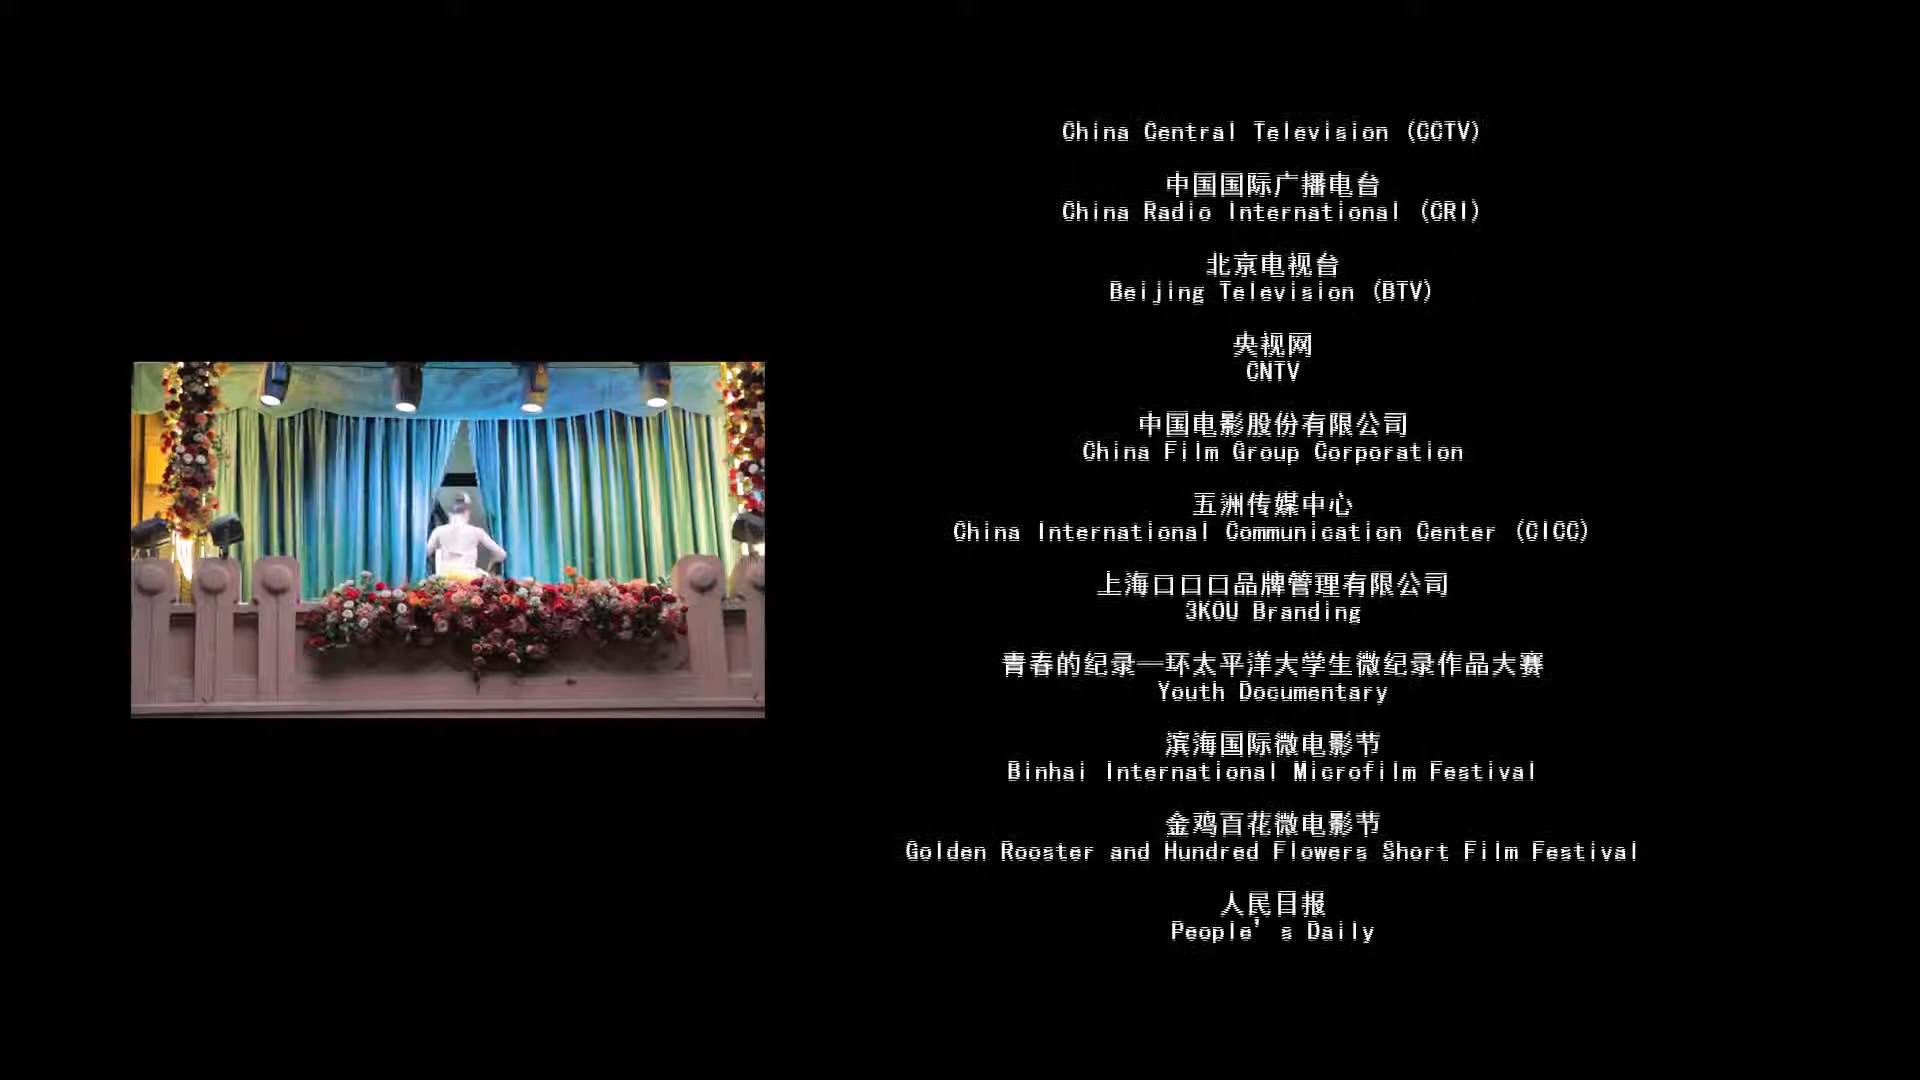 China Central Television (CCTV)
中国国际广播电台
China Radio International (CRI)
北京电视台
Beijing Television (BTV)
央视网
CNTV
中国电影股份有限公司
China Film Group Corporation
五洲传媒中心
China International Communication Center (CICC)
上海口口口品牌管理有限公司
3KOU Branding
青春的纪录—环太平洋大学生微纪录作品大赛
Youth Documentary
滨海国际微电影节
Binhai International Microfilm Festival
金鸡百花微电影节
Golden Rooster and Hundred Flowers Short Film Festival
人民日报
People's Daily